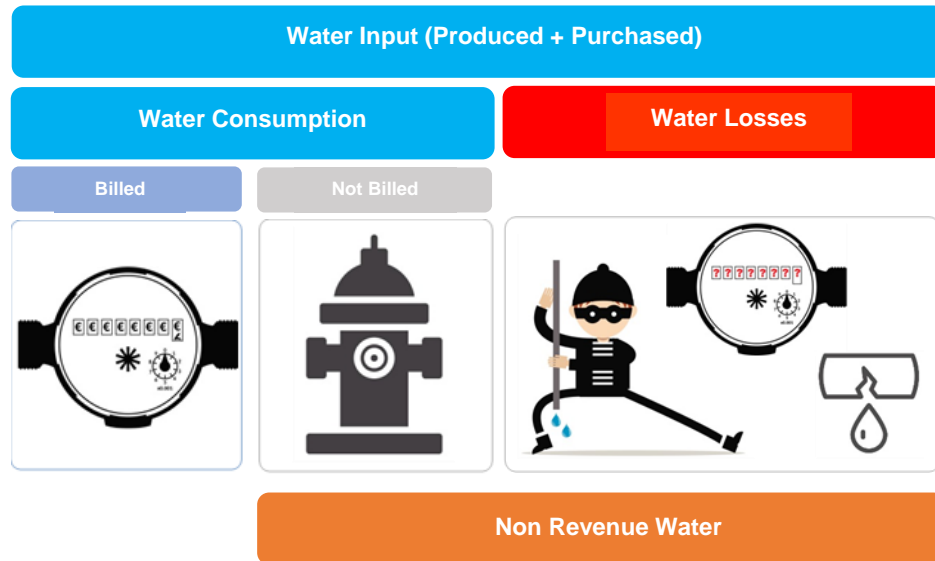 Water Input (Produced + Purchased)
Water Consumption
Water Losses
Billed
Not Billed
€€€€€€€€
????????
Non Revenue Water